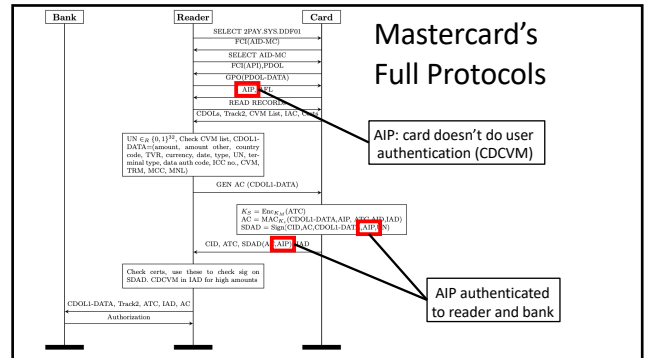 Bank Reader Card
Mastercard's
Full Protocols
SELECT 2PAY.SYS.DDF01
FCI(AID-MC)
SELECT AID-MC
FCI(API),PDOL
GPO(PDOL-DATA)
AIP, AFL
READ RECORDS
CDOLs, Track2, CVM List, IAC, Certs
AIP: card doesn't do user
authentication (CDCVM)
UN ∈R {0,1}^32, Check CVM list, CDOL1-
DATA=(amount, amount other, country
code, TVR, currency, date, type, UN, ter-
minal type, data auth code, ICC no., CVM,
TRM, MCC, MNL)
GEN AC (CDOL1-DATA)
KS = EncKM(ATC)
AC = MACKs(CDOL1-DATA,AIP, ATC,AID,IAD)
SDAD = Sign(CID,AC,CDOL1-DATA,AIP,UN)
CID, ATC, SDAD(AC,AIP), IAD
Check certs, use these to check sig on
SDAD. CDCVM in IAD for high amounts
AIP authenticated
to reader and bank
CDOL1-DATA, Track2, ATC, IAD, AC
Authorization